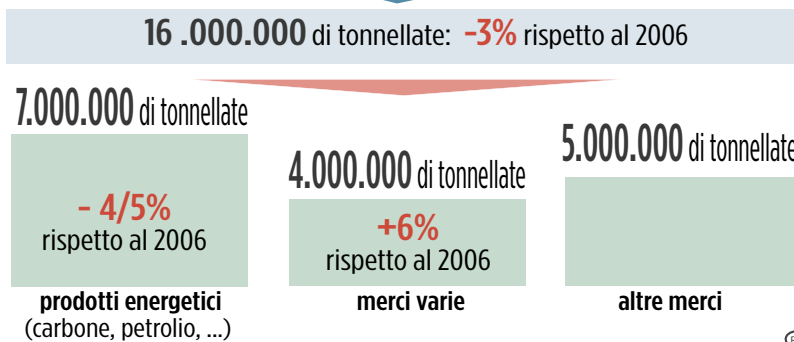 16 .000.000 di tonnellate: -3% rispetto al 2006
7.000.000 di tonnellate
4.000.000 di tonnellate
5.000.000 di tonnellate
- 4/5%
rispetto al 2006
+6%
rispetto al 2006
prodotti energetici
(carbone, petrolio, ...)
merci varie
altre merci